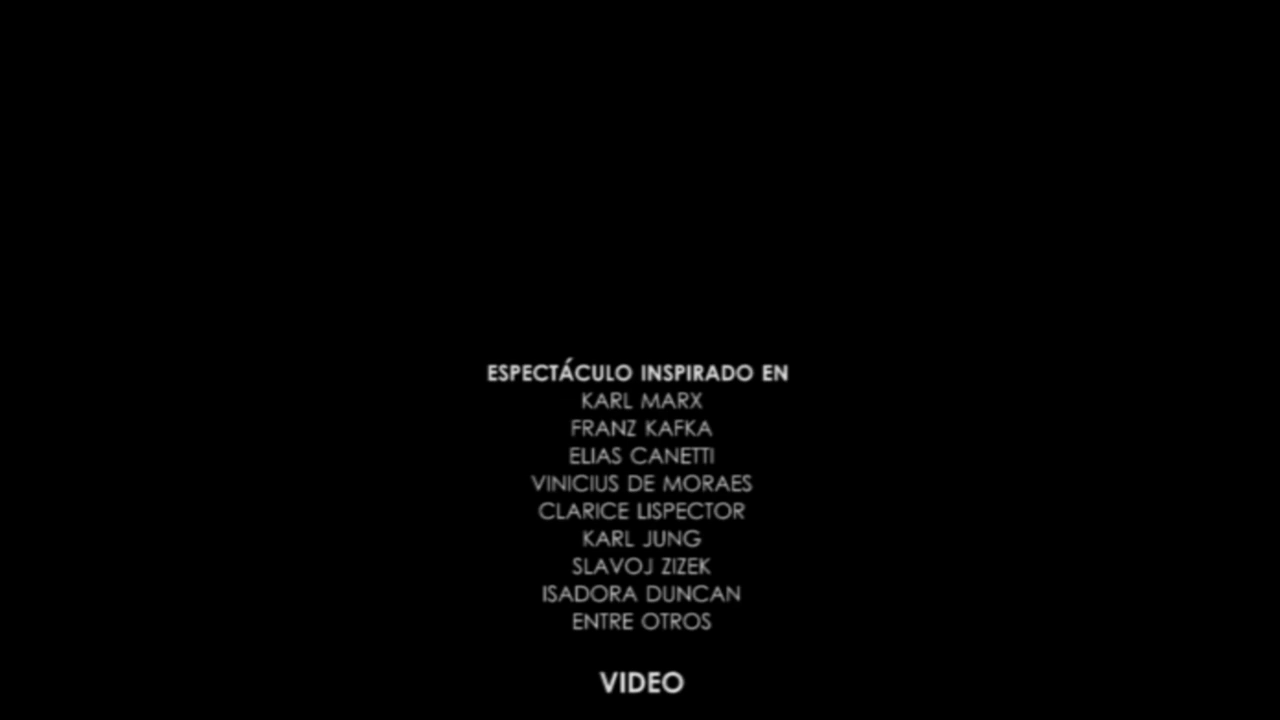 ESPECTÁCULO INSPIRADO EN
KARL MARX
FRANZ KAFKA
ELIAS CANETTI
VINICIUS DE MORAES
CLARICE LISPECTOR
KARL JUNG
SLAVOJ ZIZEK
ISADORA DUNCAN
ENTRE OTROS
VIDEO